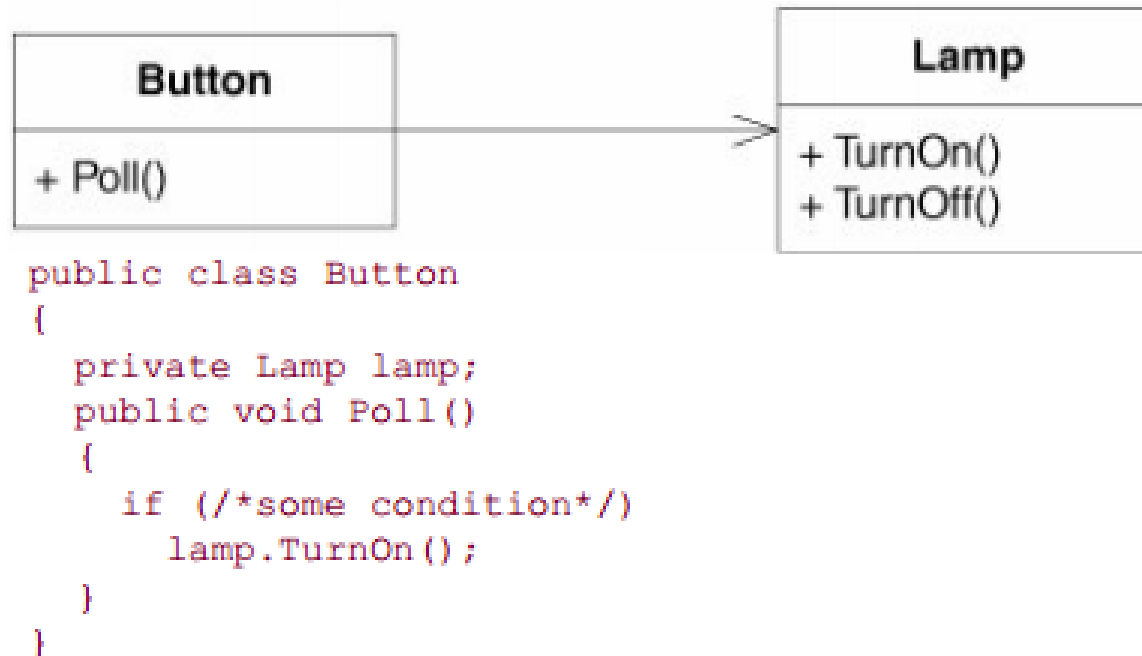 Button
+ Poll()
Lamp
+ TurnOn()
+ TurnOff()
public class Button
{
  private Lamp lamp;
  public void Poll()
  {
    if (/*some condition*/)
      lamp.TurnOn();
  }
}